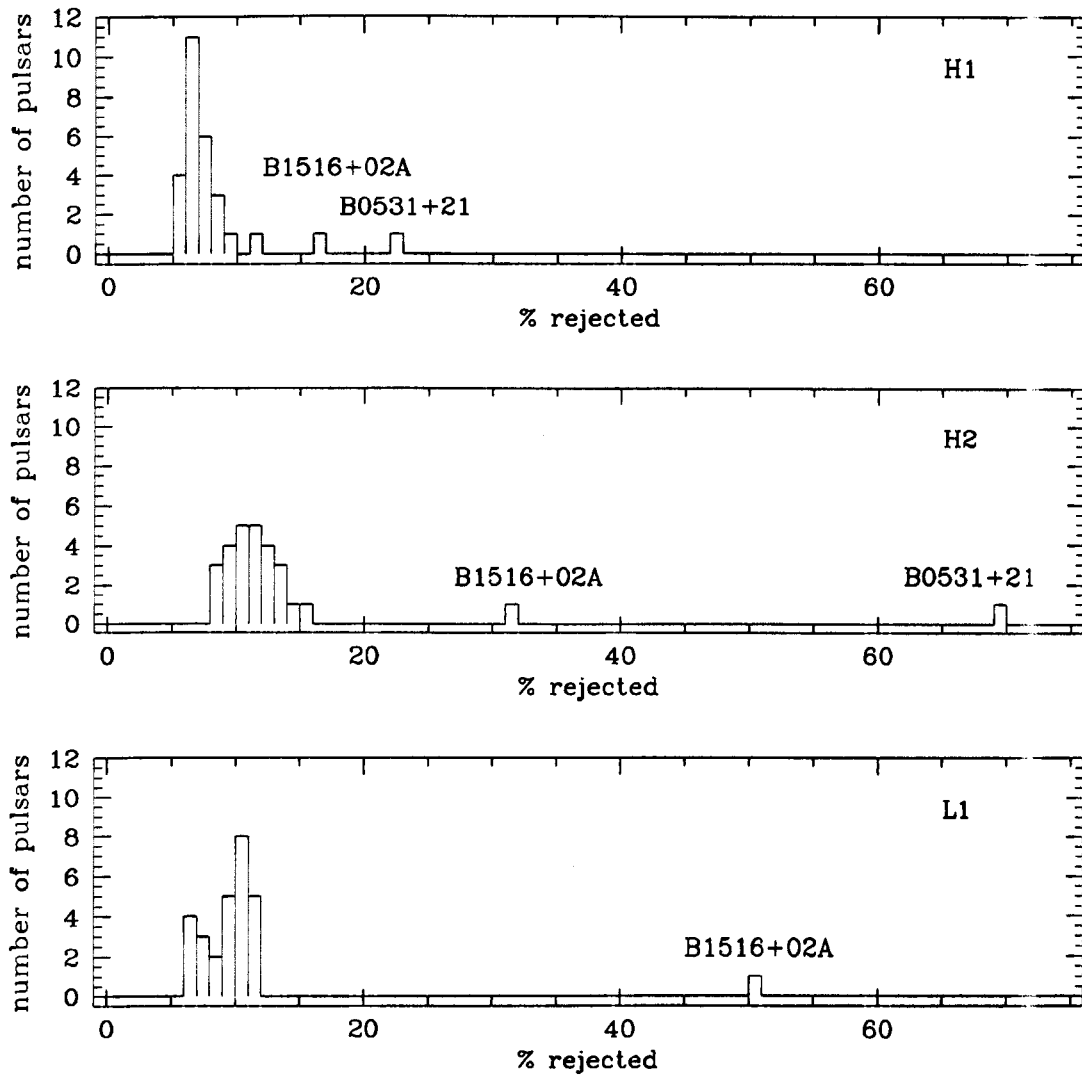 number of pulsars
12
10
8
6
4
2
0
H1
B1516+02A
B0531+21
0 20 40 60
% rejected
number of pulsars
12
10
8
6
4
2
0
H2
B1516+02A B0531+21
0 20 40 60
% rejected
number of pulsars
12
10
8
6
4
2
0
L1
B1516+02A
0 20 40 60
% rejected